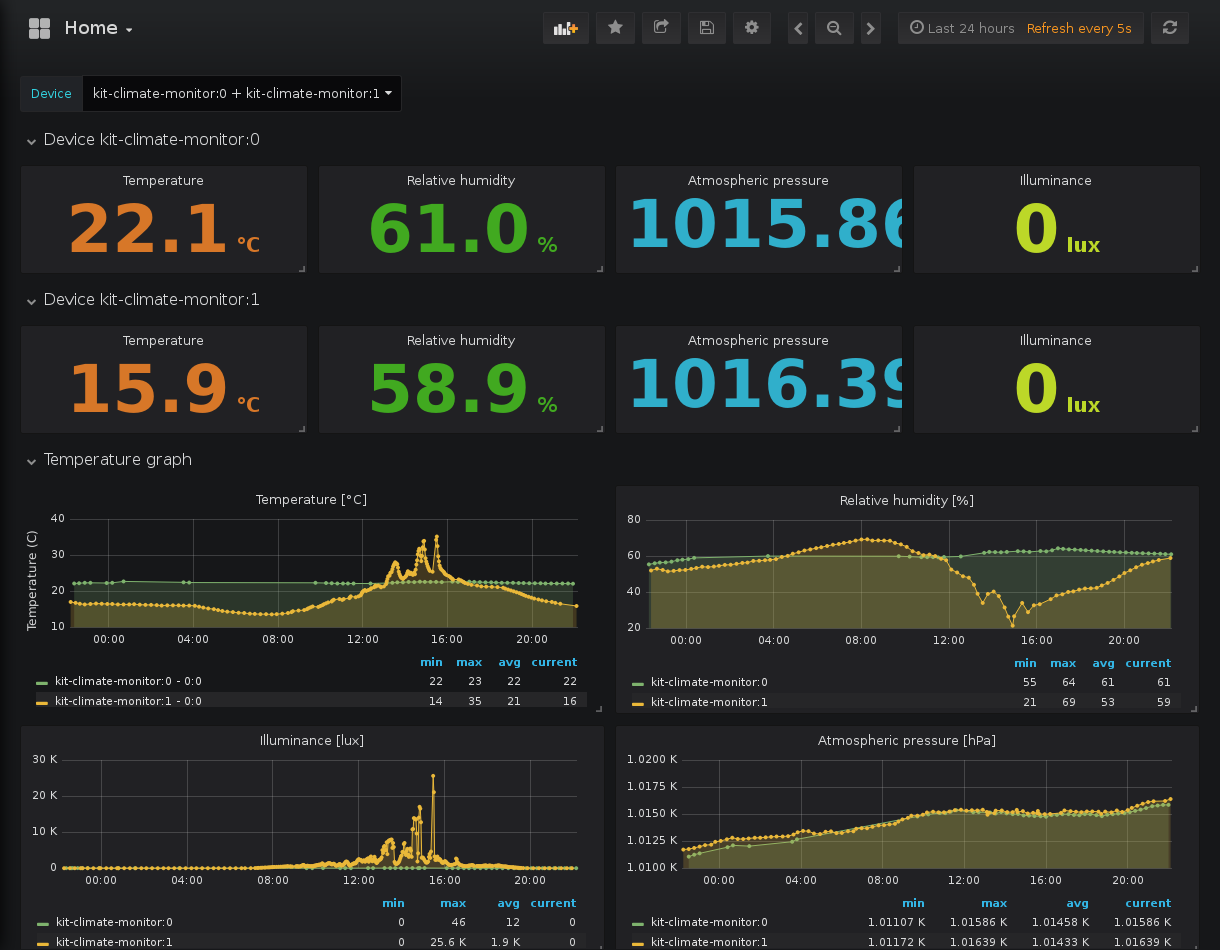 Home
Last 24 hours Refresh every 5s
Device kit-climate-monitor:0 + kit-climate-monitor:1
Device kit-climate-monitor:0
Temperature Relative humidity Atmospheric pressure Illuminance
22.1 °C 61.0 % 1015.86 0 lux
Device kit-climate-monitor:1
Temperature Relative humidity Atmospheric pressure Illuminance
15.9 °C 58.9 % 1016.39 0 lux
Temperature graph
Temperature [°C]
Temperature (C)
40
30
20
10
00:00 04:00 08:00 12:00 16:00 20:00
min max avg current
kit-climate-monitor:0 - 0:0 22 23 22 22
kit-climate-monitor:1 - 0:0 14 35 21 16
Relative humidity [%]
80
60
40
20
00:00 04:00 08:00 12:00 16:00 20:00
min max avg current
kit-climate-monitor:0 55 64 61 61
kit-climate-monitor:1 21 69 53 59
Illuminance [lux]
30 K
20 K
10 K
0
00:00 04:00 08:00 12:00 16:00 20:00
min max avg current
kit-climate-monitor:0 0 46 12 0
kit-climate-monitor:1 0 25.6 K 1.9 K 0
Atmospheric pressure [hPa]
1.0200 K
1.0175 K
1.0150 K
1.0125 K
1.0100 K
00:00 04:00 08:00 12:00 16:00 20:00
min max avg current
kit-climate-monitor:0 1.01107 K 1.01586 K 1.01458 K 1.01586 K
kit-climate-monitor:1 1.01172 K 1.01639 K 1.01433 K 1.01639 K